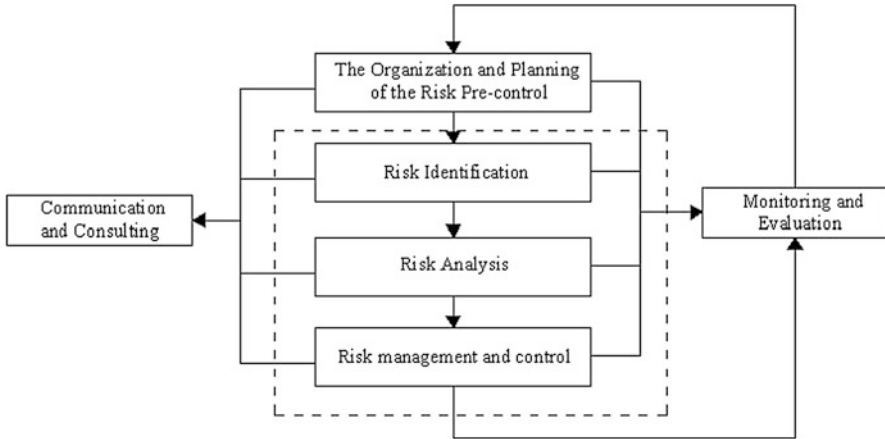 The Organization and Planning
of the Risk Pre-control
Risk Identification
Communication
and Consulting
Monitoring and
Evaluation
Risk Analysis
Risk management and control